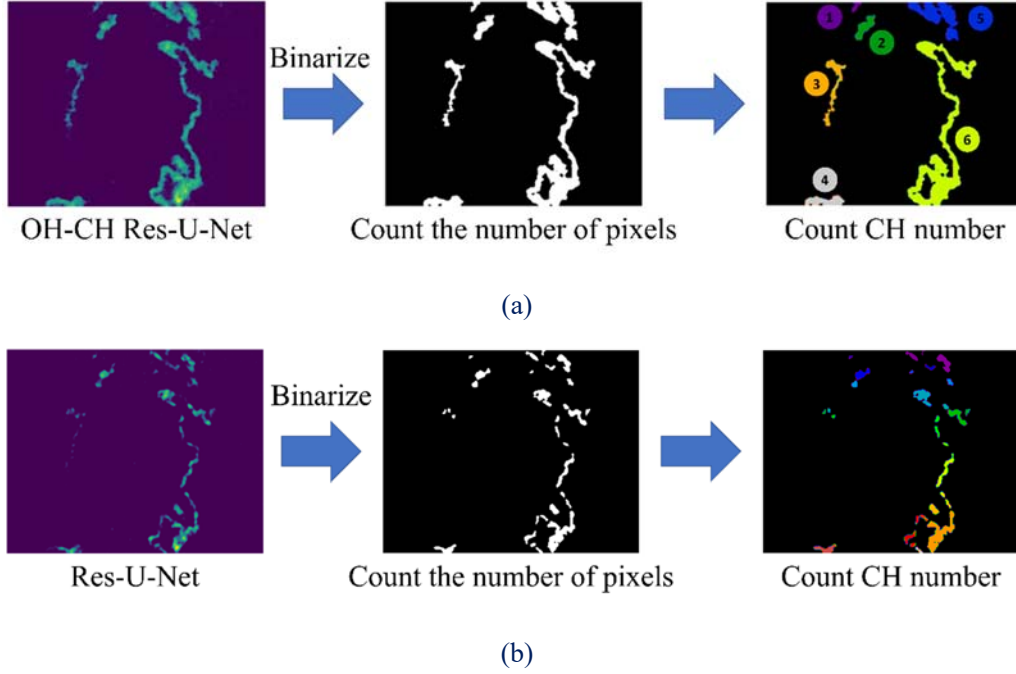 Binarize
1
2
3
4
5
6
OH-CH Res-U-Net
Count the number of pixels
Count CH number
(a)
Binarize
Res-U-Net
Count the number of pixels
Count CH number
(b)